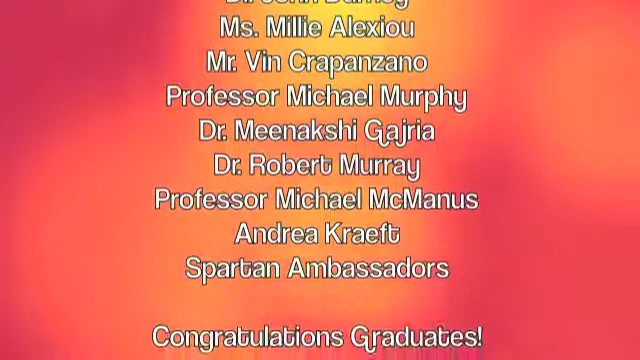 Ms. Millie Alexiou
Mr. Vin Crapanzano
Professor Michael Murphy
Dr. Meenakshi Gajria
Dr. Robert Murray
Professor Michael McManus
Andrea Kraeft
Spartan Ambassadors
Congratulations Graduates!